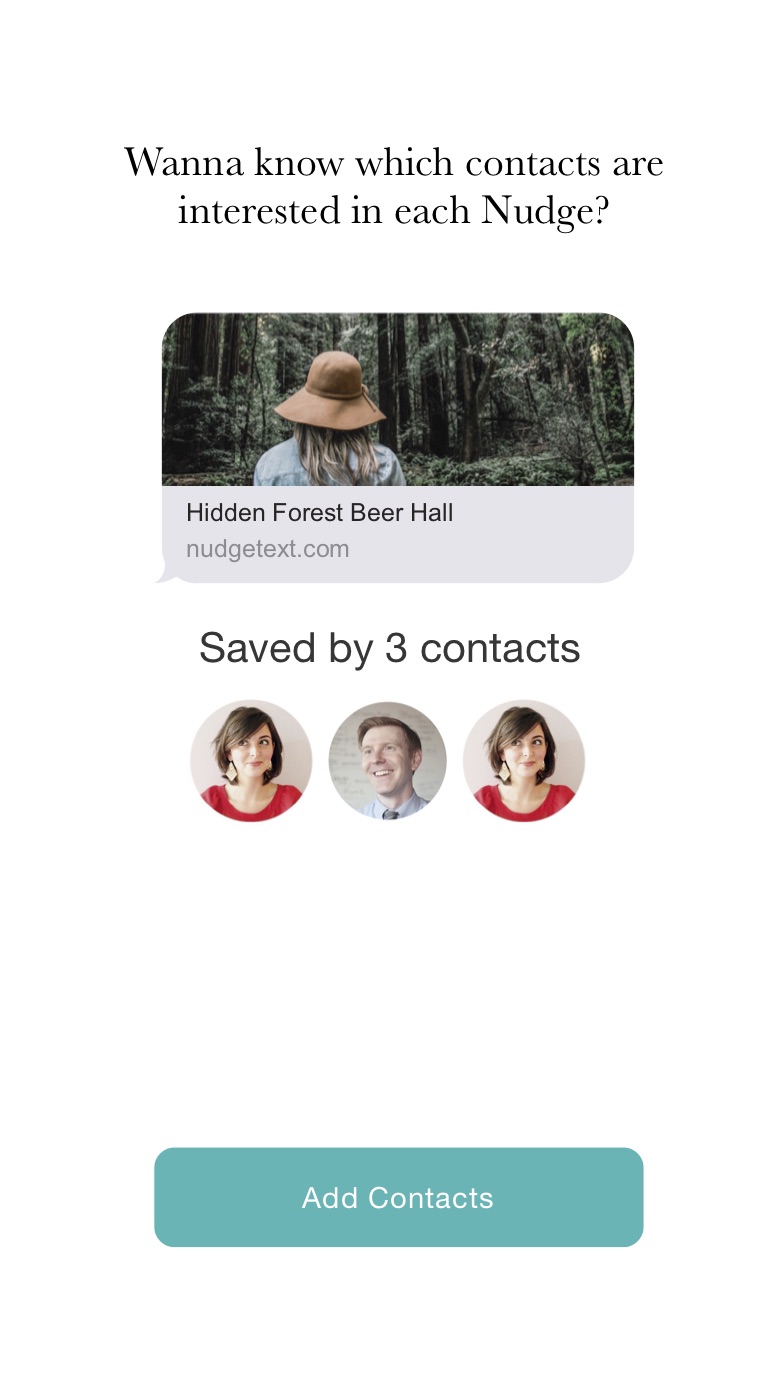 Wanna know which contacts are
interested in each Nudge?
Hidden Forest Beer Hall
nudgetext.com
Saved by 3 contacts
Add Contacts